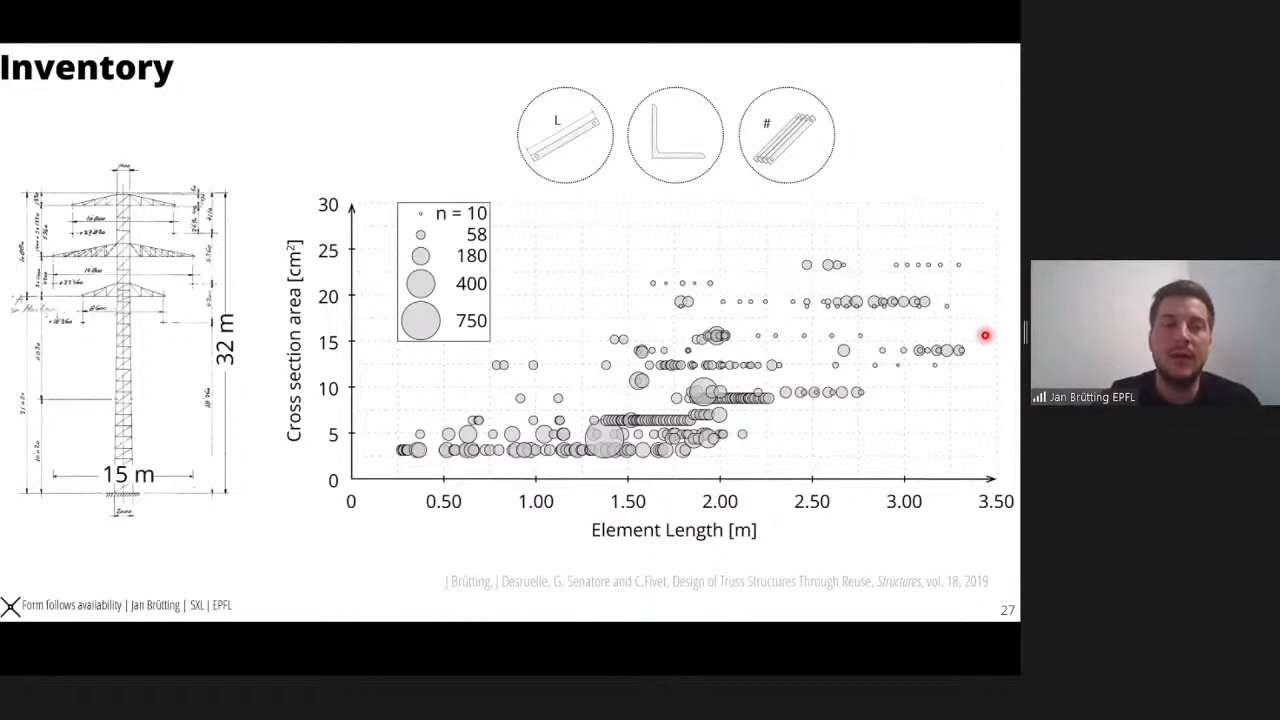 Inventory
L
#
32 m
15 m
30
25
20
15
10
5
0
Cross section area [cm²]
n = 10
58
180
400
750
0
0.50
1.00
1.50
2.00
2.50
3.00
3.50
Element Length [m]
J Brütting, J Desruelle, G. Senatore and C.Fivet, Design of Truss Structures Through Reuse, Structures, vol. 18, 2019
Form follows availability | Jan Brütting | SXL | EPFL
27
Jan Brütting EPFL